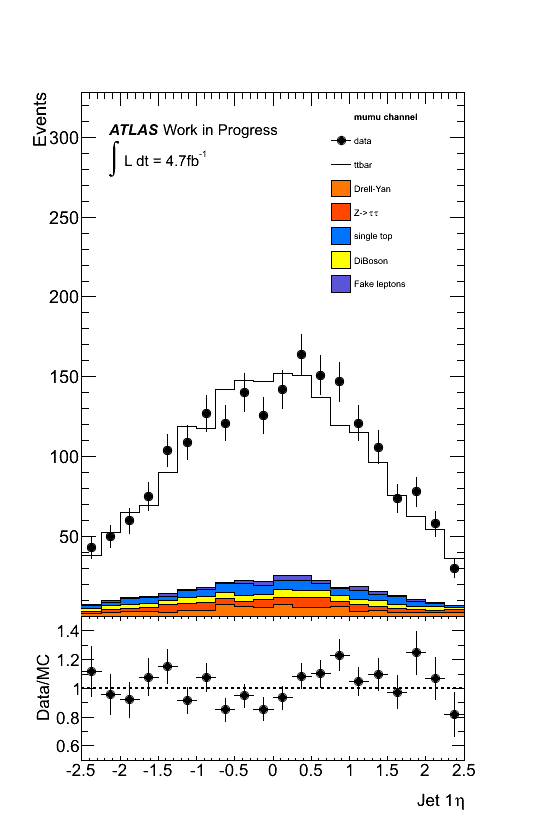 Events
300
250
200
150
100
50
ATLAS Work in Progress
∫ L dt = 4.7fb⁻¹
mumu channel
data
ttbar
Drell-Yan
Z->ττ
single top
DiBoson
Fake leptons
Data/MC
1.4
1.2
1
0.8
0.6
-2.5 -2 -1.5 -1 -0.5 0 0.5 1 1.5 2 2.5
Jet 1η